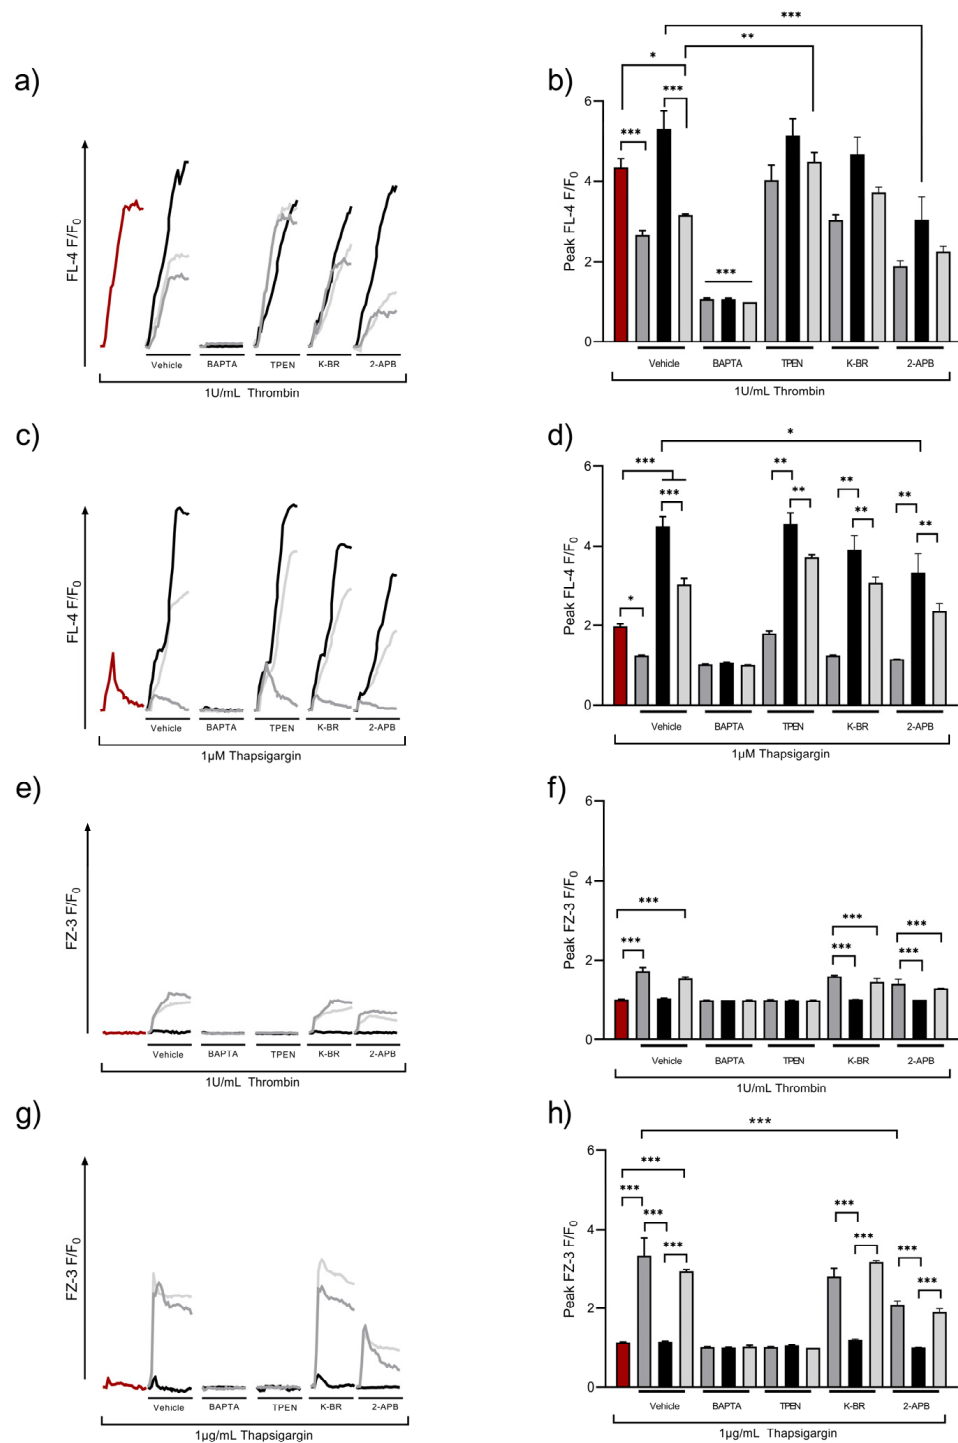 a)
FL-4 F/F0
Vehicle BAPTA TPEN K-BR 2-APB
1U/mL Thrombin
b)
***
**
*
***
***
***
6
4
2
0
Peak FL-4 F/F0
Vehicle BAPTA TPEN K-BR 2-APB
1U/mL Thrombin
c)
FL-4 F/F0
Vehicle BAPTA TPEN K-BR 2-APB
1µM Thapsigargin
d)
*
*** ** ** **
*** ** ** **
*
6
4
2
0
Peak FL-4 F/F0
Vehicle BAPTA TPEN K-BR 2-APB
1µM Thapsigargin
e)
FZ-3 F/F0
Vehicle BAPTA TPEN K-BR 2-APB
1U/mL Thrombin
f)
*** *** ***
*** *** ***
6
4
2
0
Peak FZ-3 F/F0
Vehicle BAPTA TPEN K-BR 2-APB
1U/mL Thrombin
g)
FZ-3 F/F0
Vehicle BAPTA TPEN K-BR 2-APB
1µg/mL Thapsigargin
h)
***
***
*** *** ***
*** *** ***
***
6
4
2
0
Peak FZ-3 F/F0
Vehicle BAPTA TPEN K-BR 2-APB
1µg/mL Thapsigargin